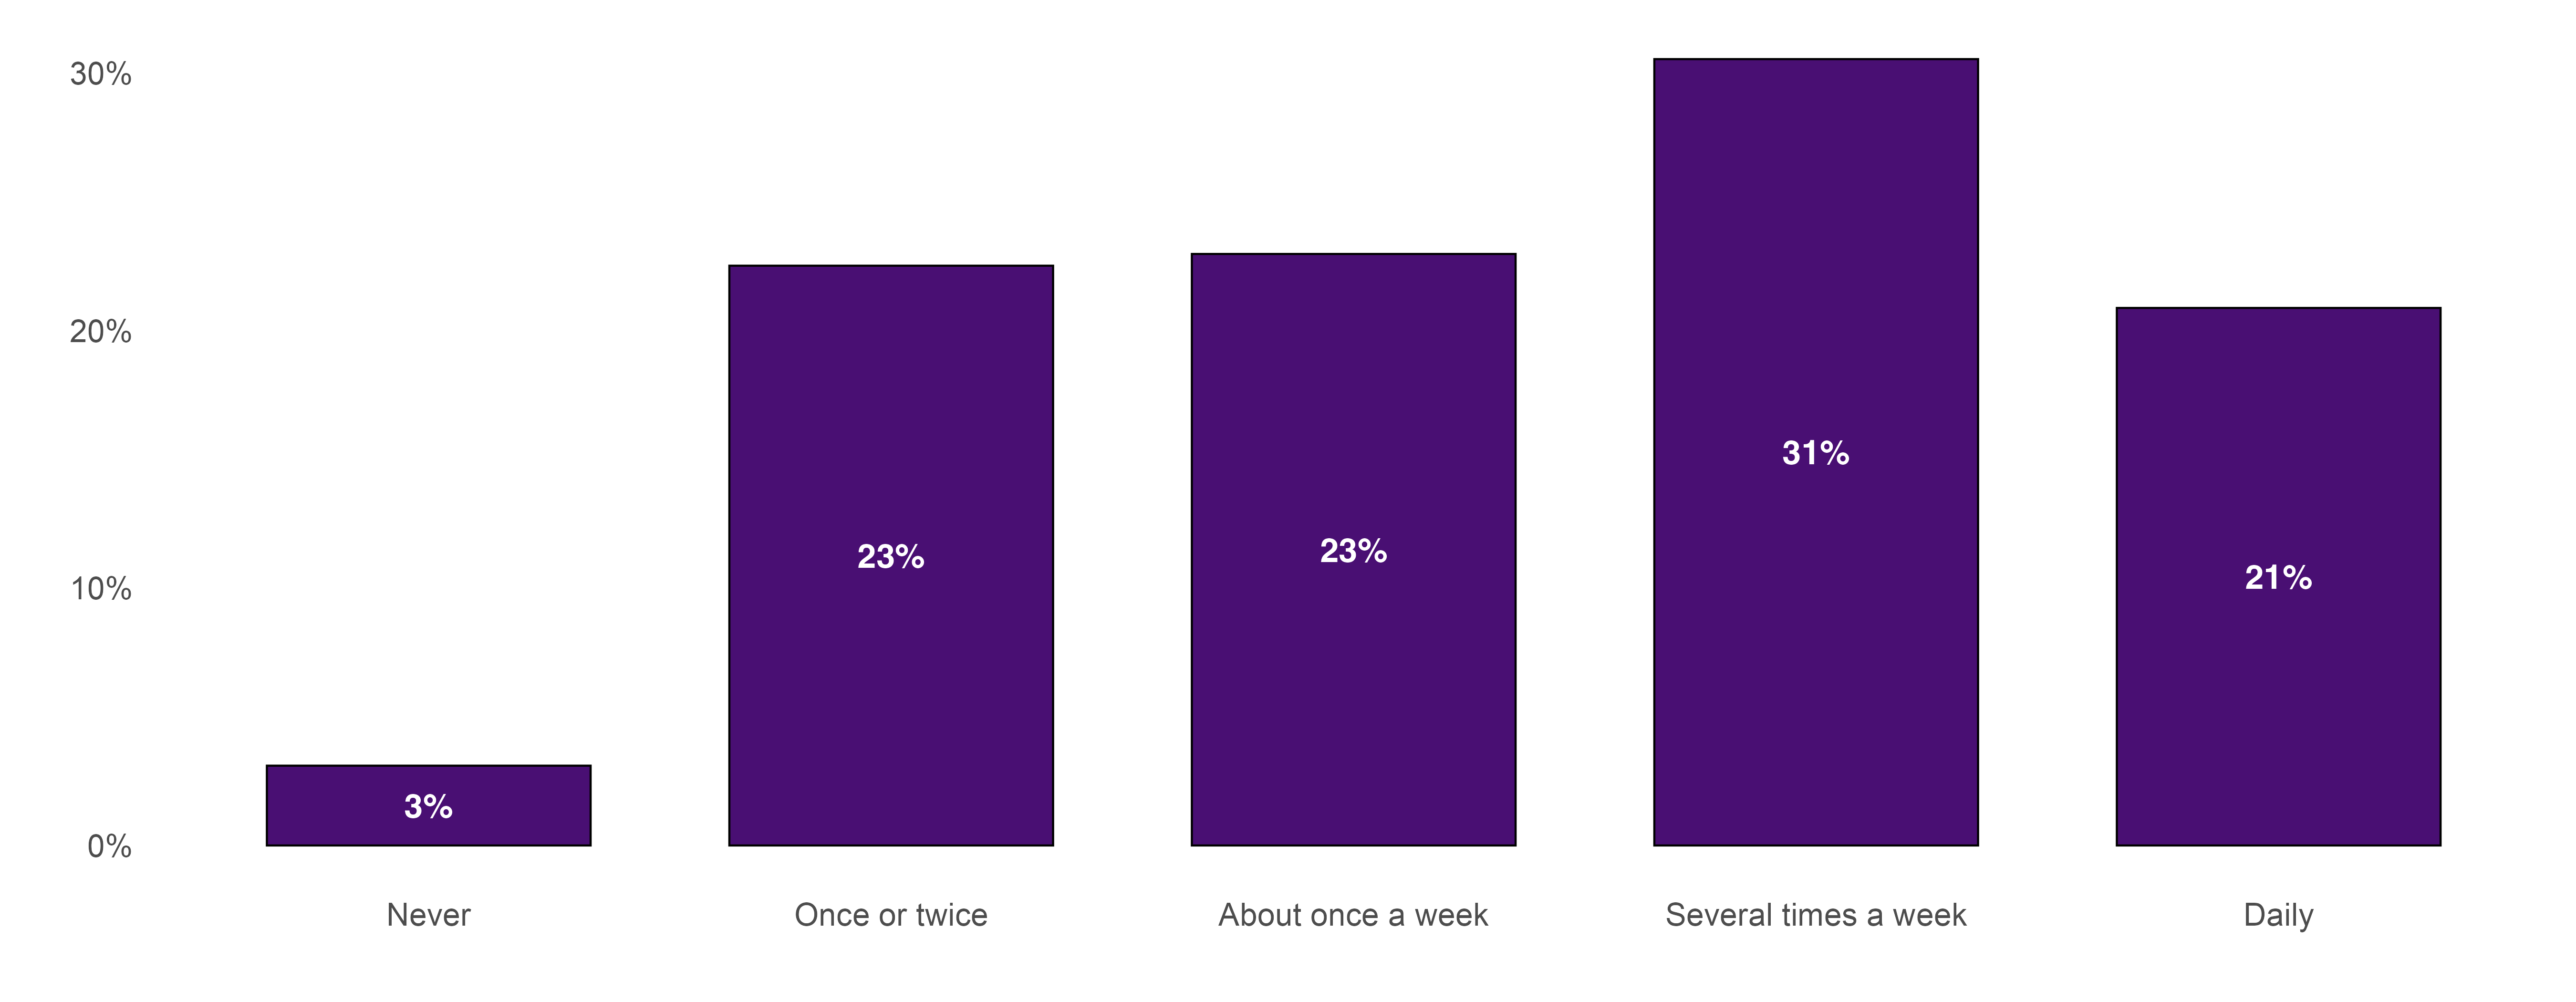 30%
20%
10%
0%
3%
23%
23%
31%
21%
Never
Once or twice
About once a week
Several times a week
Daily